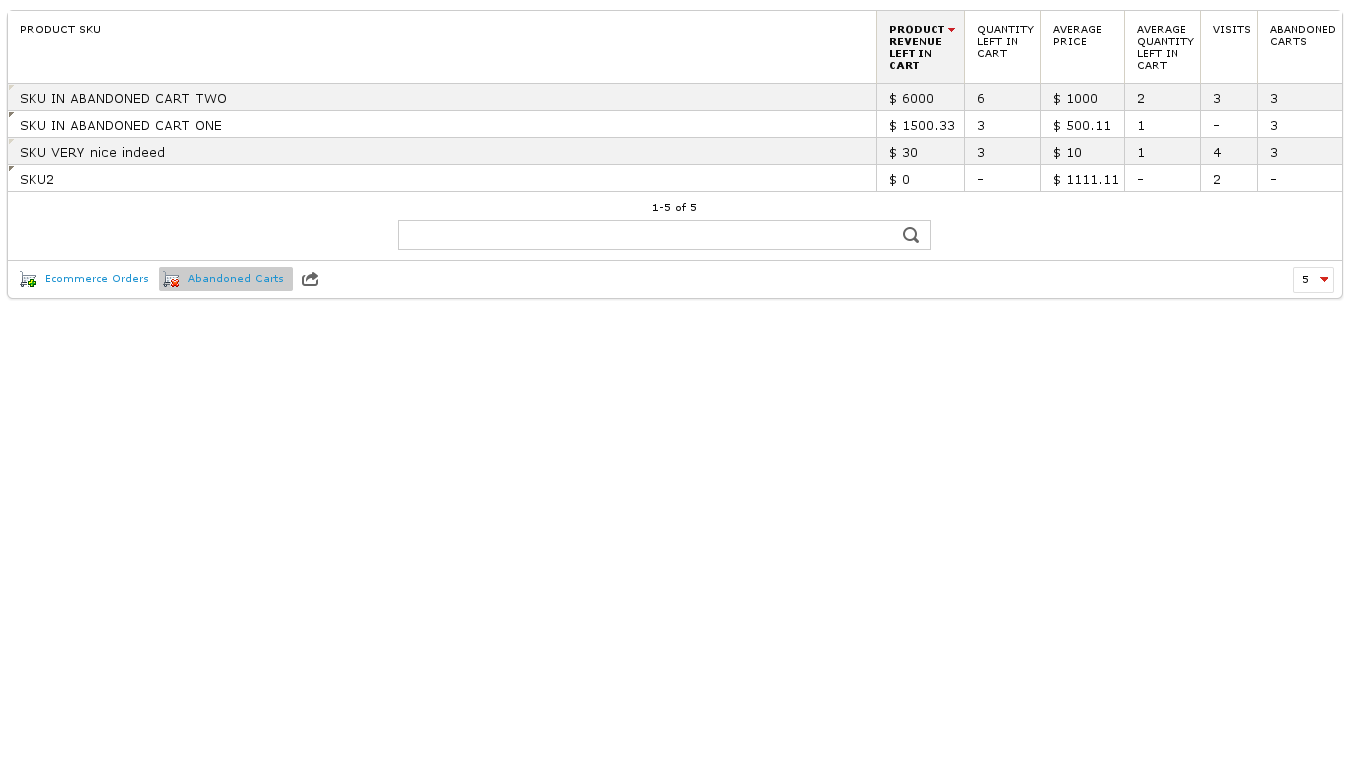 PRODUCT SKU
PRODUCT REVENUE LEFT IN CART
QUANTITY LEFT IN CART
AVERAGE PRICE
AVERAGE QUANTITY LEFT IN CART
VISITS
ABANDONED CARTS
SKU IN ABANDONED CART TWO $ 6000 6 $ 1000 2 3 3
SKU IN ABANDONED CART ONE $ 1500.33 3 $ 500.11 1 - 3
SKU VERY nice indeed $ 30 3 $ 10 1 4 3
SKU2 $ 0 - $ 1111.11 - 2 -
1-5 of 5
Ecommerce Orders Abandoned Carts 5